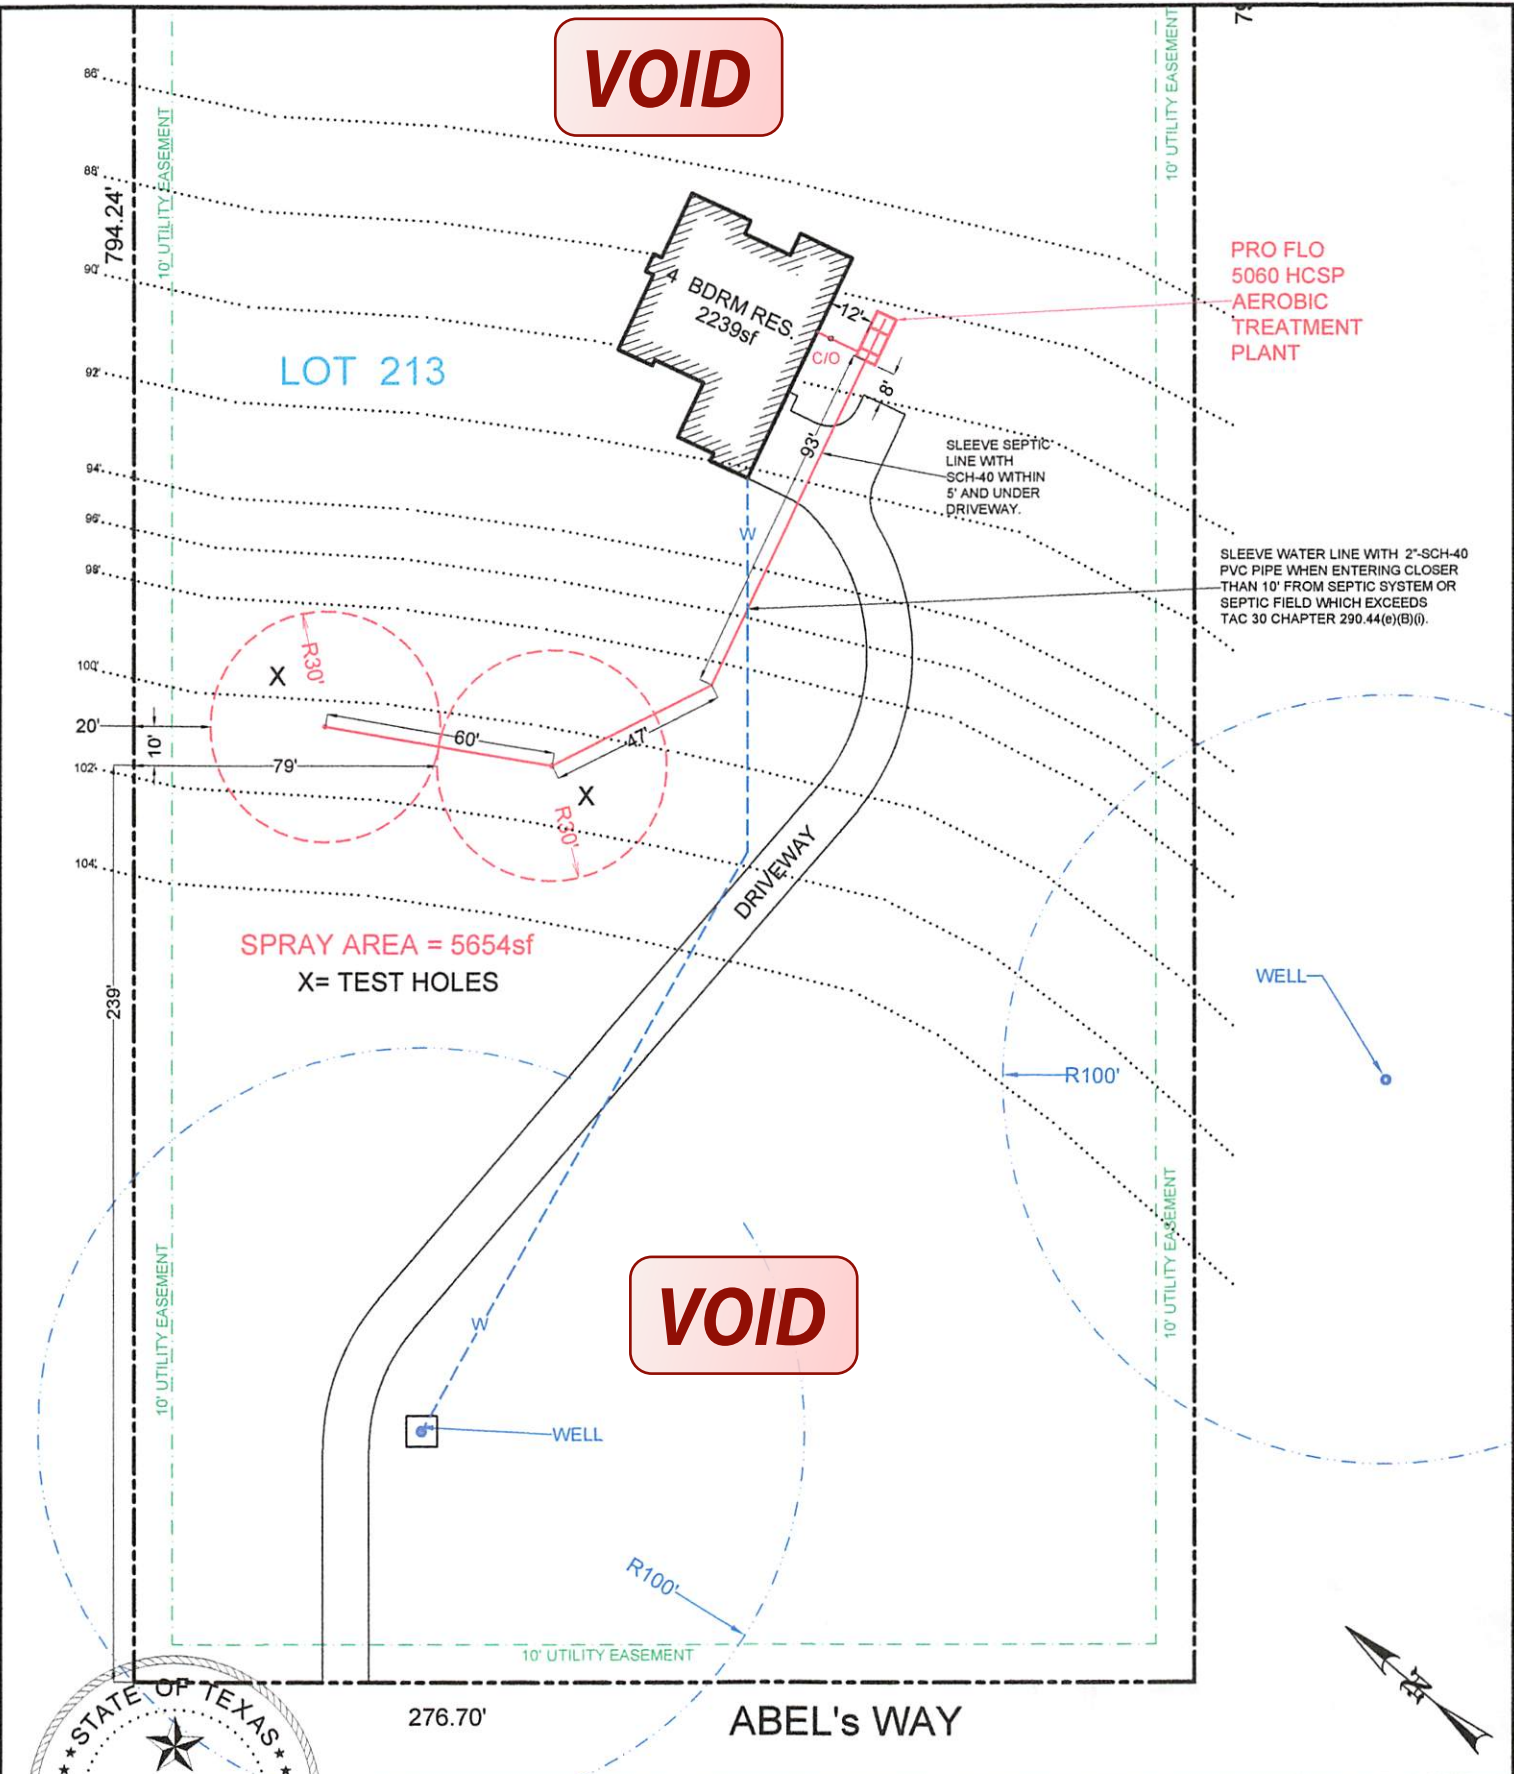 VOID
10' UTILITY EASEMENT
86'
88'
90'
92'
94'
96'
98'
100'
102'
104'
794.24'
10' UTILITY EASEMENT
4 BDRM RES.
2239sf
12'
C/O
8'
93'
PRO FLO
5060 HCSP
AEROBIC
TREATMENT
PLANT
LOT 213
SLEEVE SEPTIC
LINE WITH
SCH-40 WITHIN
5' AND UNDER
DRIVEWAY.
W
SLEEVE WATER LINE WITH 2"-SCH-40
PVC PIPE WHEN ENTERING CLOSER
THAN 10' FROM SEPTIC SYSTEM OR
SEPTIC FIELD WHICH EXCEEDS
TAC 30 CHAPTER 290.44(e)(B)(i).
X
R30'
20'
10'
60'
47'
79'
X
R30'
DRIVEWAY
SPRAY AREA = 5654sf
X= TEST HOLES
239'
WELL
R100'
10' UTILITY EASEMENT
10' UTILITY EASEMENT
VOID
W
WELL
R100'
10' UTILITY EASEMENT
276.70'
ABEL's WAY
N
STATE OF TEXAS